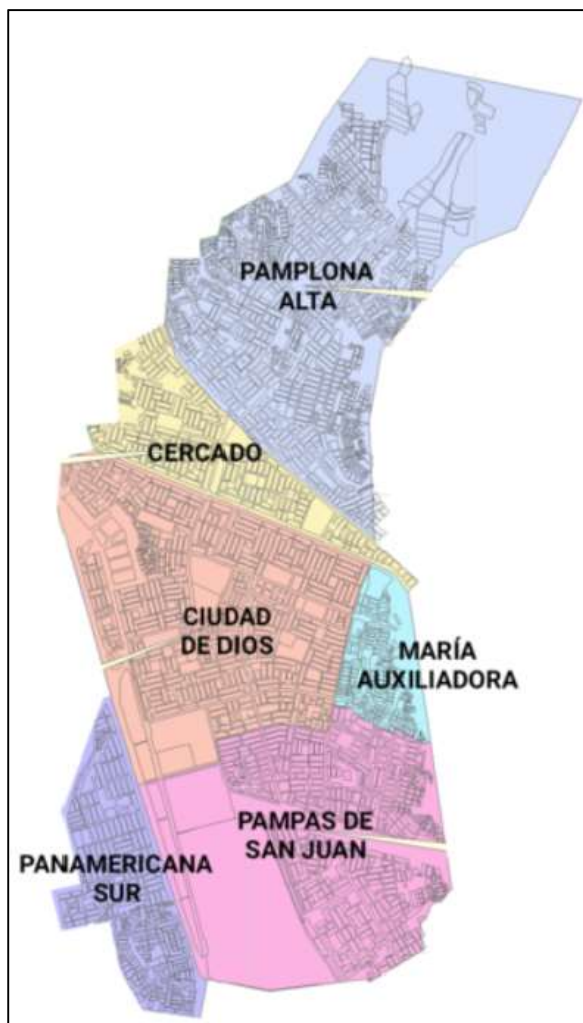 PAMPLONA
ALTA
CERCADO
CIUDAD
DE DIOS
MARÍA
AUXILIADORA
PAMPAS DE
SAN JUAN
PANAMERICANA
SUR